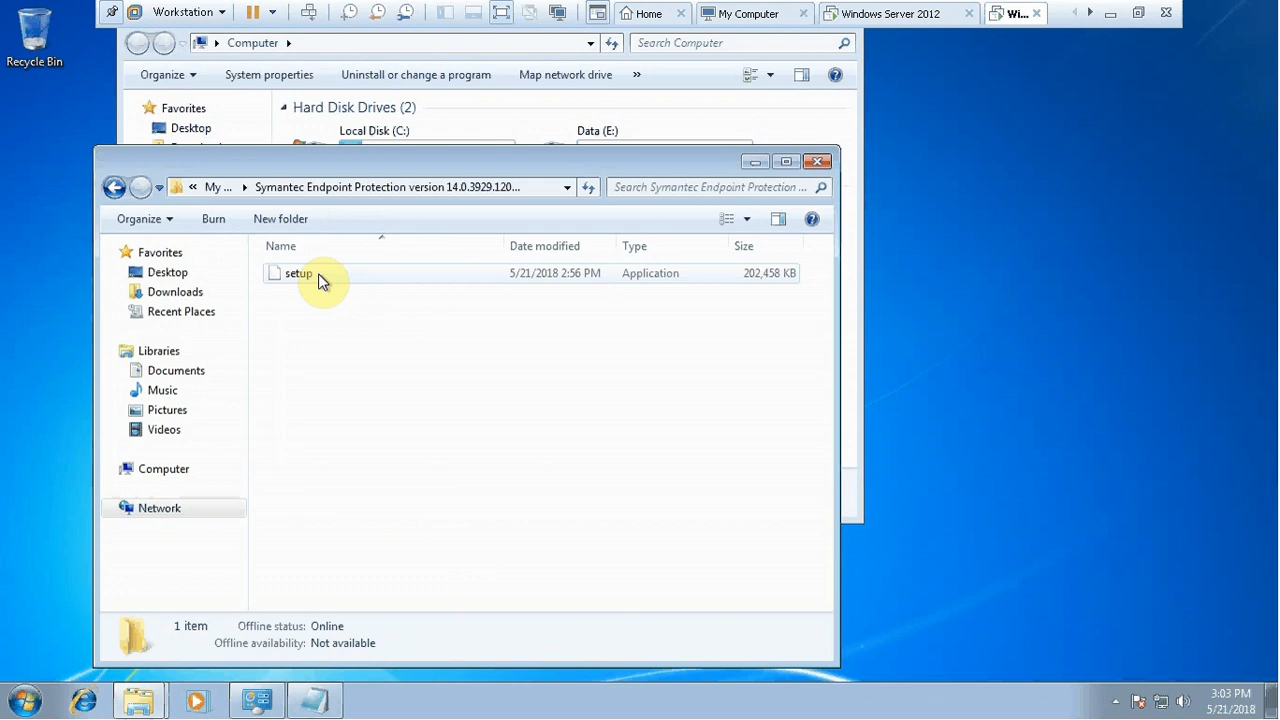 Workstation
Home
My Computer
Windows Server 2012
Wi...
Recycle Bin
Computer
Search Computer
Organize
System properties
Uninstall or change a program
Map network drive
»
Favorites
Hard Disk Drives (2)
Desktop
Local Disk (C:)
Data (E:)
« My ...
Symantec Endpoint Protection version 14.0.3929.120...
Search Symantec Endpoint Protection ...
Organize
Burn
New folder
Name
Date modified
Type
Size
setup
5/21/2018 2:56 PM
Application
202,458 KB
Favorites
Desktop
Downloads
Recent Places
Libraries
Documents
Music
Pictures
Videos
Computer
Network
1 item
Offline status: Online
Offline availability: Not available
3:03 PM
5/21/2018